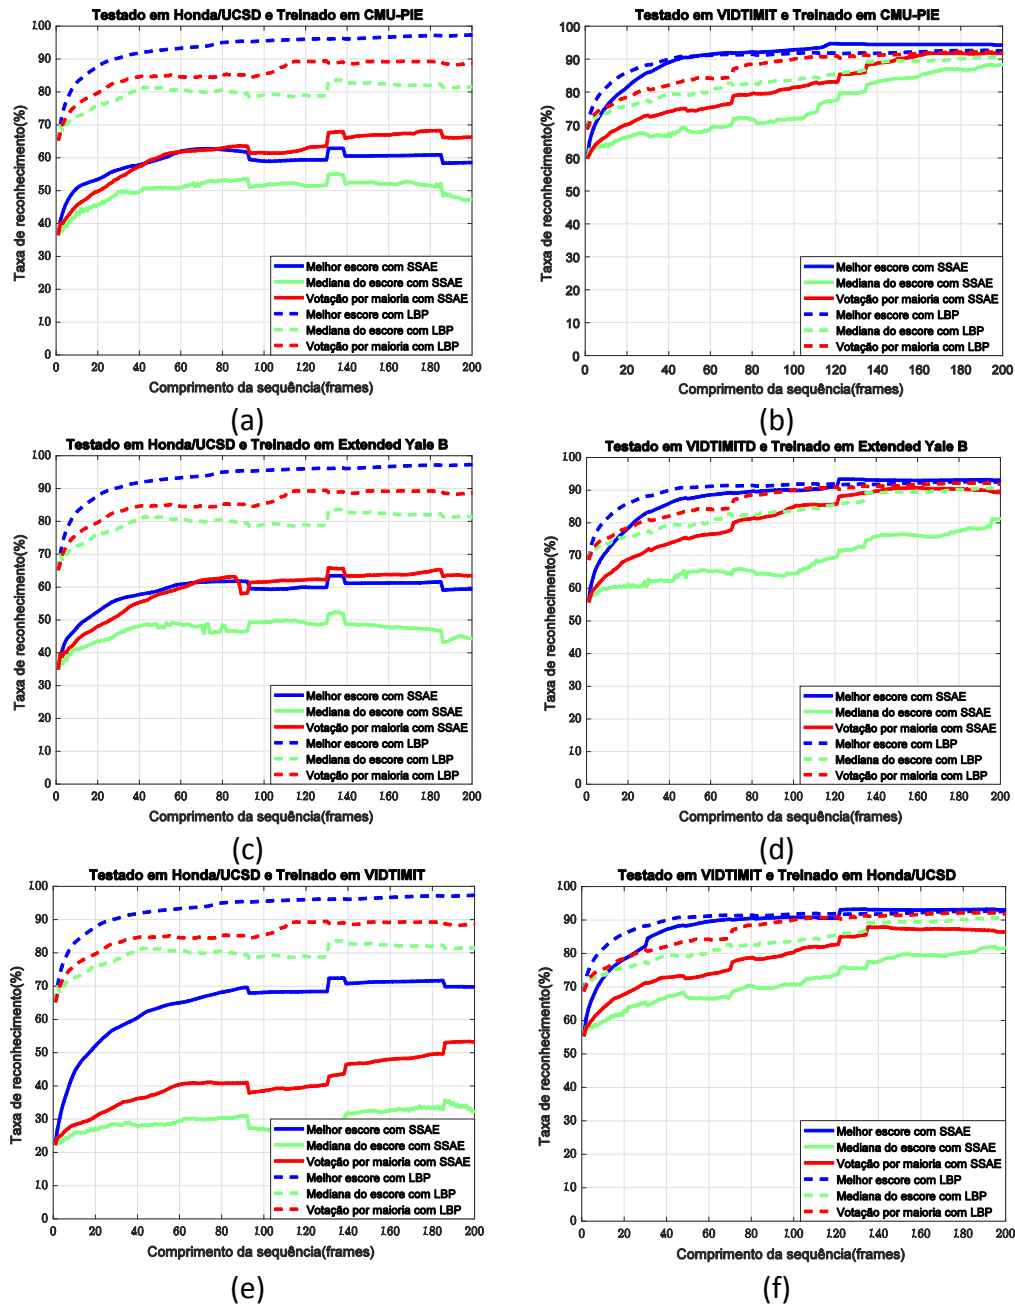 Testado em Honda/UCSD e Treinado em CMU-PIE
Taxa de reconhecimento(%)
100
90
80
70
60
50
40
30
20
10
0
Melhor escore com SSAE
Mediana do escore com SSAE
Votação por maioria com SSAE
Melhor escore com LBP
Mediana do escore com LBP
Votação por maioria com LBP
0 20 40 60 80 100 120 140 160 180 200
Comprimento da sequência(frames)
(a)
Testado em VIDTIMIT e Treinado em CMU-PIE
Taxa de reconhecimento(%)
100
90
80
70
60
50
40
30
20
10
0
Melhor escore com SSAE
Mediana do escore com SSAE
Votação por maioria com SSAE
Melhor escore com LBP
Mediana do escore com LBP
Votação por maioria com LBP
0 20 40 60 80 100 120 140 160 180 200
Comprimento da sequência(frames)
(b)
Testado em Honda/UCSD e Treinado em Extended Yale B
Taxa de reconhecimento(%)
100
90
80
70
60
50
40
30
20
10
0
Melhor escore com SSAE
Mediana do escore com SSAE
Votação por maioria com SSAE
Melhor escore com LBP
Mediana do escore com LBP
Votação por maioria com LBP
0 20 40 60 80 100 120 140 160 180 200
Comprimento da sequência(frames)
(c)
Testado em VIDTIMITD e Treinado em Extended Yale B
Taxa de reconhecimento(%)
100
90
80
70
60
50
40
30
20
10
0
Melhor escore com SSAE
Mediana do escore com SSAE
Votação por maioria com SSAE
Melhor escore com LBP
Mediana do escore com LBP
Votação por maioria com LBP
0 20 40 60 80 100 120 140 160 180 200
Comprimento da sequência(frames)
(d)
Testado em Honda/UCSD e Treinado em VIDTIMIT
Taxa de reconhecimento(%)
100
90
80
70
60
50
40
30
20
10
0
Melhor escore com SSAE
Mediana do escore com SSAE
Votação por maioria com SSAE
Melhor escore com LBP
Mediana do escore com LBP
Votação por maioria com LBP
0 20 40 60 80 100 120 140 160 180 200
Comprimento da sequência(frames)
(e)
Testado em VIDTIMIT e Treinado em Honda/UCSD
Taxa de reconhecimento(%)
100
90
80
70
60
50
40
30
20
10
0
Melhor escore com SSAE
Mediana do escore com SSAE
Votação por maioria com SSAE
Melhor escore com LBP
Mediana do escore com LBP
Votação por maioria com LBP
0 20 40 60 80 100 120 140 160 180 200
Comprimento da sequência(frames)
(f)